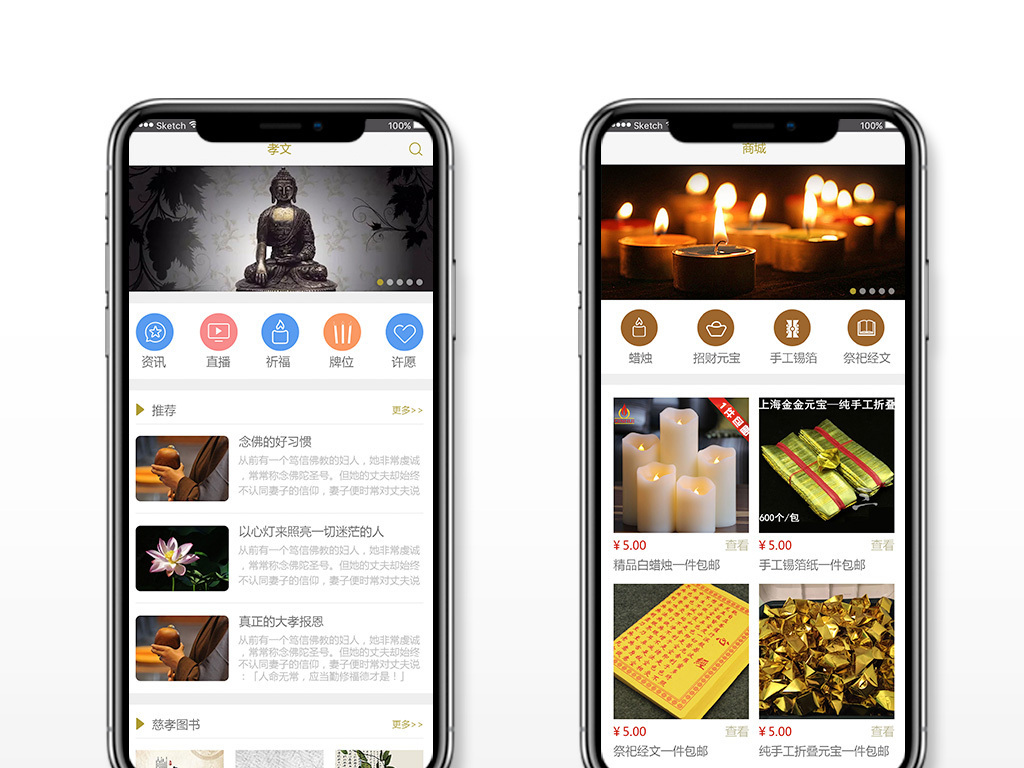 Sketch
100%
孝文
资讯
直播
祈福
牌位
许愿
推荐
更多>>
念佛的好习惯
从前有一个笃信佛教的妇人，她非常虔诚
，常常称念佛陀圣号。但她的丈夫却始终
不认同妻子的信仰，妻子便时常对丈夫说
以心灯来照亮一切迷茫的人
从前有一个笃信佛教的妇人，她非常虔诚
，常常称念佛陀圣号。但她的丈夫却始终
不认同妻子的信仰，妻子便时常对丈夫说
真正的大孝报恩
从前有一个笃信佛教的妇人，她非常虔诚
，常常称念佛陀圣号。但她的丈夫却始终
不认同妻子的信仰，妻子便时常对丈夫说
：「人命无常，应当勤修福德才是！」
慈孝图书
更多>>
Sketch
100%
商城
蜡烛
招财元宝
手工锡箔
祭祀经文
1件包邮
上海金金元宝—纯手工折叠
600个/包
¥5.00
查看
¥5.00
查看
精品白蜡烛一件包邮
手工锡箔纸一件包邮
¥5.00
查看
¥5.00
查看
祭祀经文一件包邮
纯手工折叠元宝一件包邮